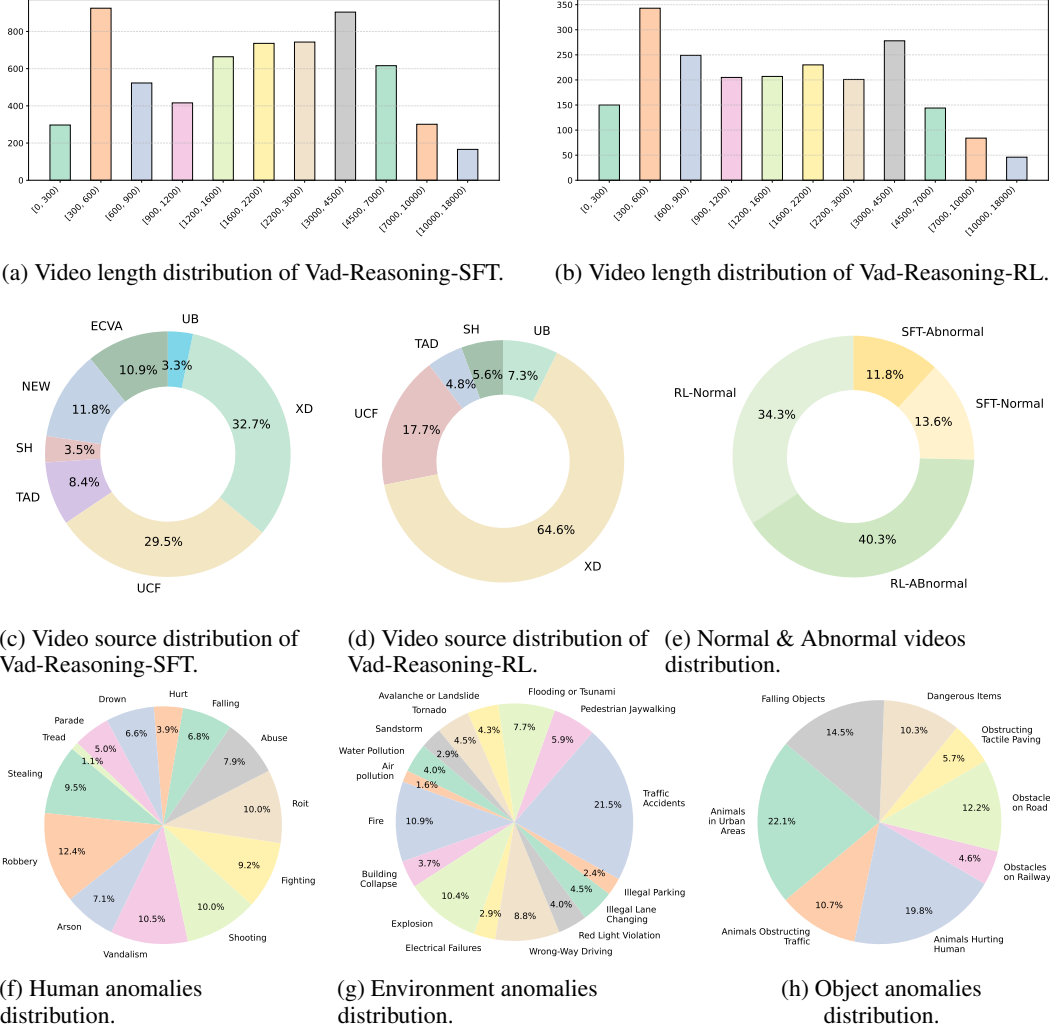 800
600
400
200
0
[0, 300)
[300, 600)
[600, 900)
[900, 1200)
[1200, 1600)
[1600, 2200)
[2200, 3000)
[3000, 4500)
[4500, 7000)
[7000, 10000)
[10000, 18000)
350
300
250
200
150
100
50
0
[0, 300)
[300, 600)
[600, 900)
[900, 1200)
[1200, 1600)
[1600, 2200)
[2200, 3000)
[3000, 4500)
[4500, 7000)
[7000, 10000)
[10000, 18000)
(a) Video length distribution of Vad-Reasoning-SFT.
(b) Video length distribution of Vad-Reasoning-RL.
UB
3.3%
ECVA
10.9%
NEW
11.8%
SH
3.5%
TAD
8.4%
UCF
29.5%
XD
32.7%
UB
7.3%
SH
5.6%
TAD
4.8%
UCF
17.7%
XD
64.6%
SFT-Abnormal
11.8%
SFT-Normal
13.6%
RL-Normal
34.3%
RL-ABnormal
40.3%
(c) Video source distribution of
Vad-Reasoning-SFT.
(d) Video source distribution of
Vad-Reasoning-RL.
(e) Normal & Abnormal videos
distribution.
Hurt
3.9%
Falling
6.8%
Abuse
7.9%
Roit
10.0%
Fighting
9.2%
Shooting
10.0%
Vandalism
10.5%
Arson
7.1%
Robbery
12.4%
Stealing
9.5%
Tread
1.1%
Parade
5.0%
Drown
6.6%
Flooding or Tsunami
7.7%
Pedestrian Jaywalking
5.9%
Traffic
Accidents
21.5%
Illegal Parking
2.4%
Illegal Lane
Changing
4.5%
Red Light Violation
4.0%
Wrong-Way Driving
8.8%
Electrical Failures
2.9%
Explosion
10.4%
Building
Collapse
3.7%
Fire
10.9%
Air
pollution
1.6%
Water Pollution
4.0%
Sandstorm
2.9%
Tornado
4.5%
Avalanche or Landslide
4.3%
Dangerous Items
10.3%
Obstructing
Tactile Paving
5.7%
Obstacle
on Road
12.2%
Obstacles
on Railway
4.6%
Animals Hurting
Human
19.8%
Animals Obstructing
Traffic
10.7%
Animals
in Urban
Areas
22.1%
Falling Objects
14.5%
(f) Human anomalies
distribution.
(g) Environment anomalies
distribution.
(h) Object anomalies
distribution.